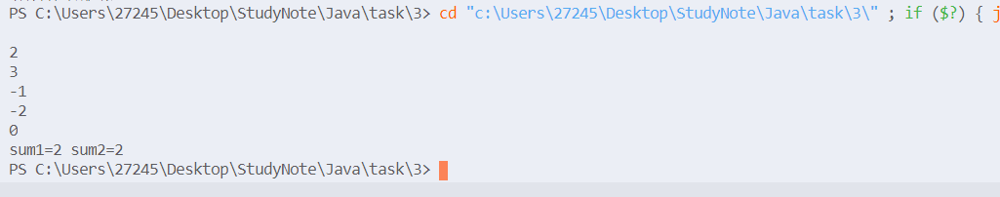 PS C:\Users\27245\Desktop\StudyNote\Java\task\3> cd "c:\Users\27245\Desktop\StudyNote\Java\task\3\" ; if ($?) { j
2
3
-1
-2
0
sum1=2 sum2=2
PS C:\Users\27245\Desktop\StudyNote\Java\task\3>